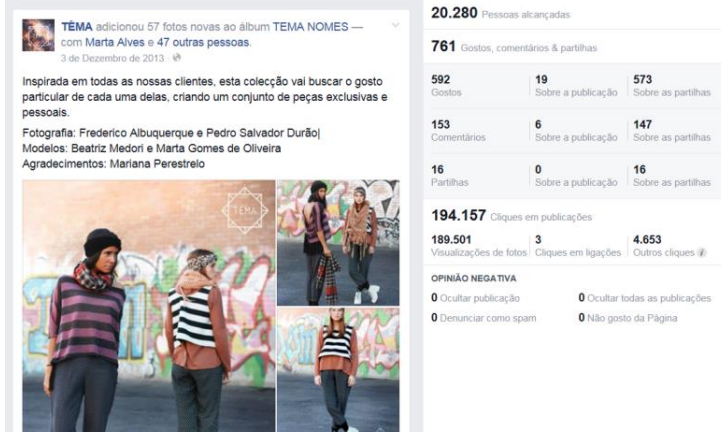 TÊMA adicionou 57 fotos novas ao álbum TEMA NOMES —
com Marta Alves e 47 outras pessoas.
3 de Dezembro de 2013 ·
Inspirada em todas as nossas clientes, esta colecção vai buscar o gosto
particular de cada uma delas, criando um conjunto de peças exclusivas e
pessoais.
Fotografia: Frederico Albuquerque e Pedro Salvador Durão|
Modelos: Beatriz Medori e Marta Gomes de Oliveira
Agradecimentos: Mariana Perestrelo
TÊMA
20.280 Pessoas alcançadas
761 Gostos, comentários & partilhas
592 19 573
Gostos Sobre a publicação Sobre as partilhas
153 6 147
Comentários Sobre a publicação Sobre as partilhas
16 0 16
Partilhas Sobre a publicação Sobre as partilhas
194.157 Cliques em publicações
189.501 3 4.653
Visualizações de fotos Cliques em ligações Outros cliques i
OPINIÃO NEGATIVA
0 Ocultar publicação 0 Ocultar todas as publicações
0 Denunciar como spam 0 Não gosto da Página